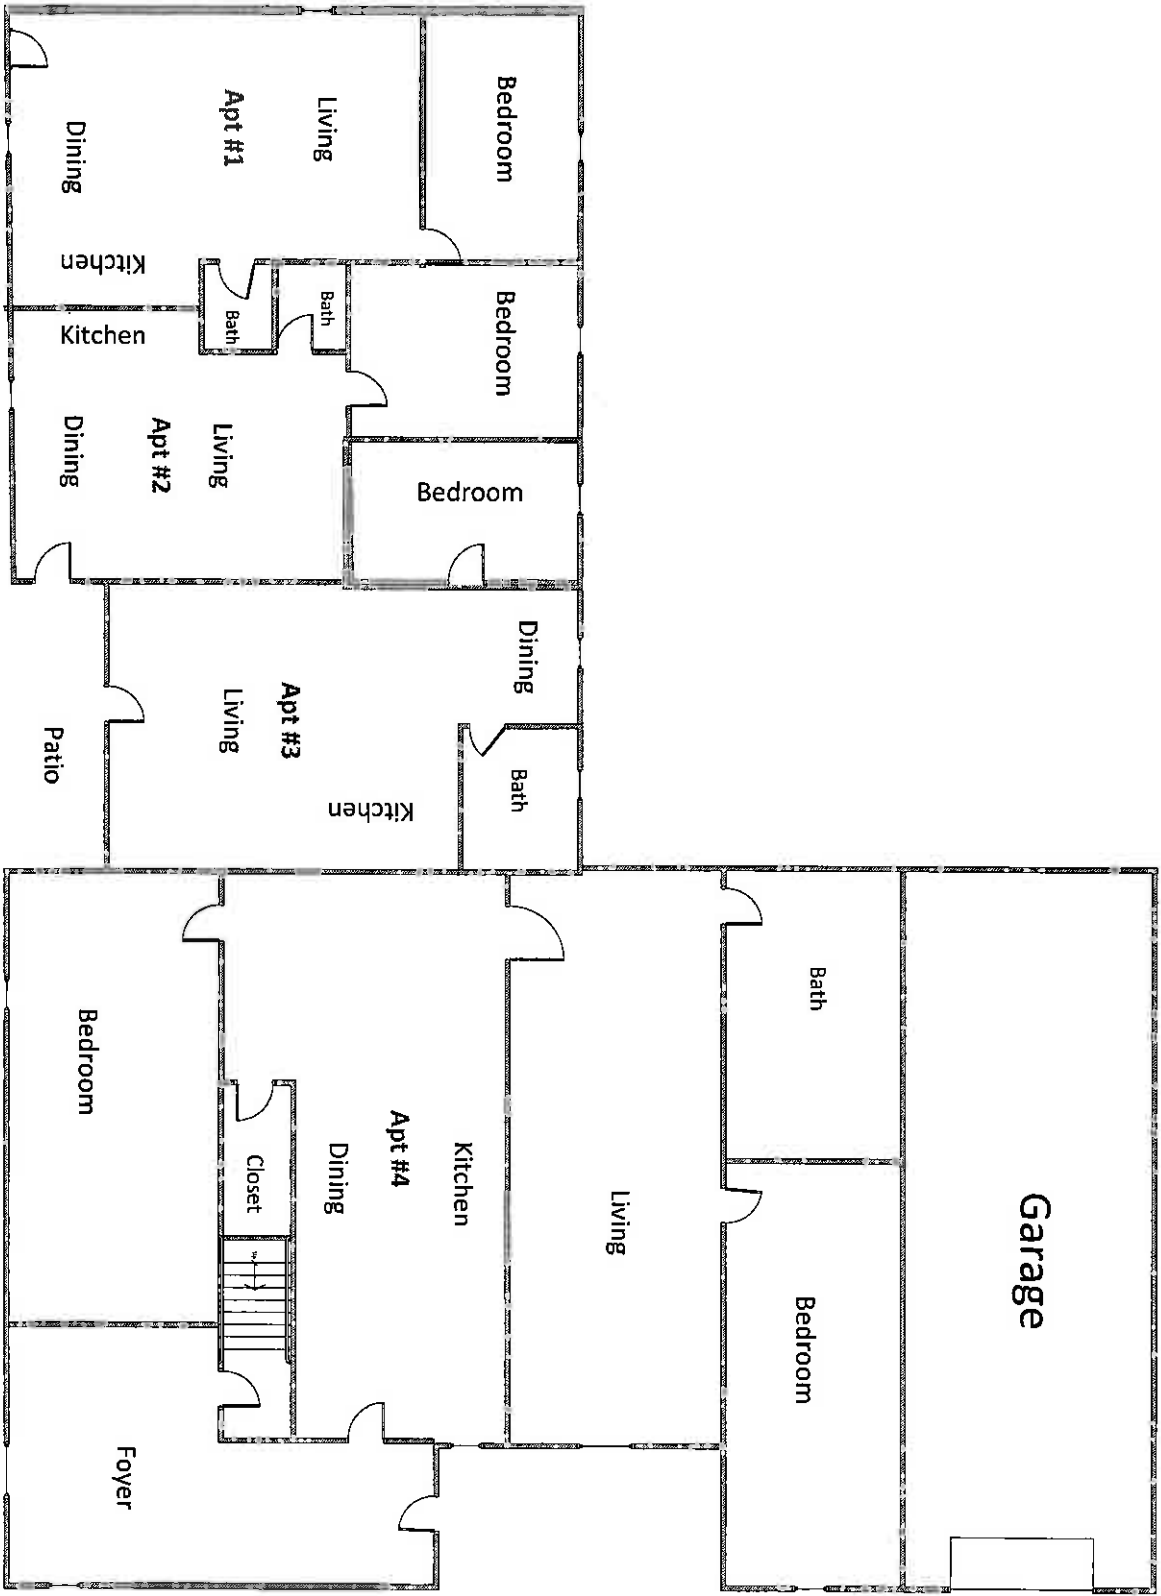 Bedroom
Living
Apt #1
Dining
Kitchen
Bath
Bath
Bedroom
Kitchen
Living
Apt #2
Dining
Bedroom
Dining
Apt #3
Living
Bath
Kitchen
Patio
Bath
Bedroom
Kitchen
Apt #4
Dining
Closet
Living
Garage
Bedroom
Foyer